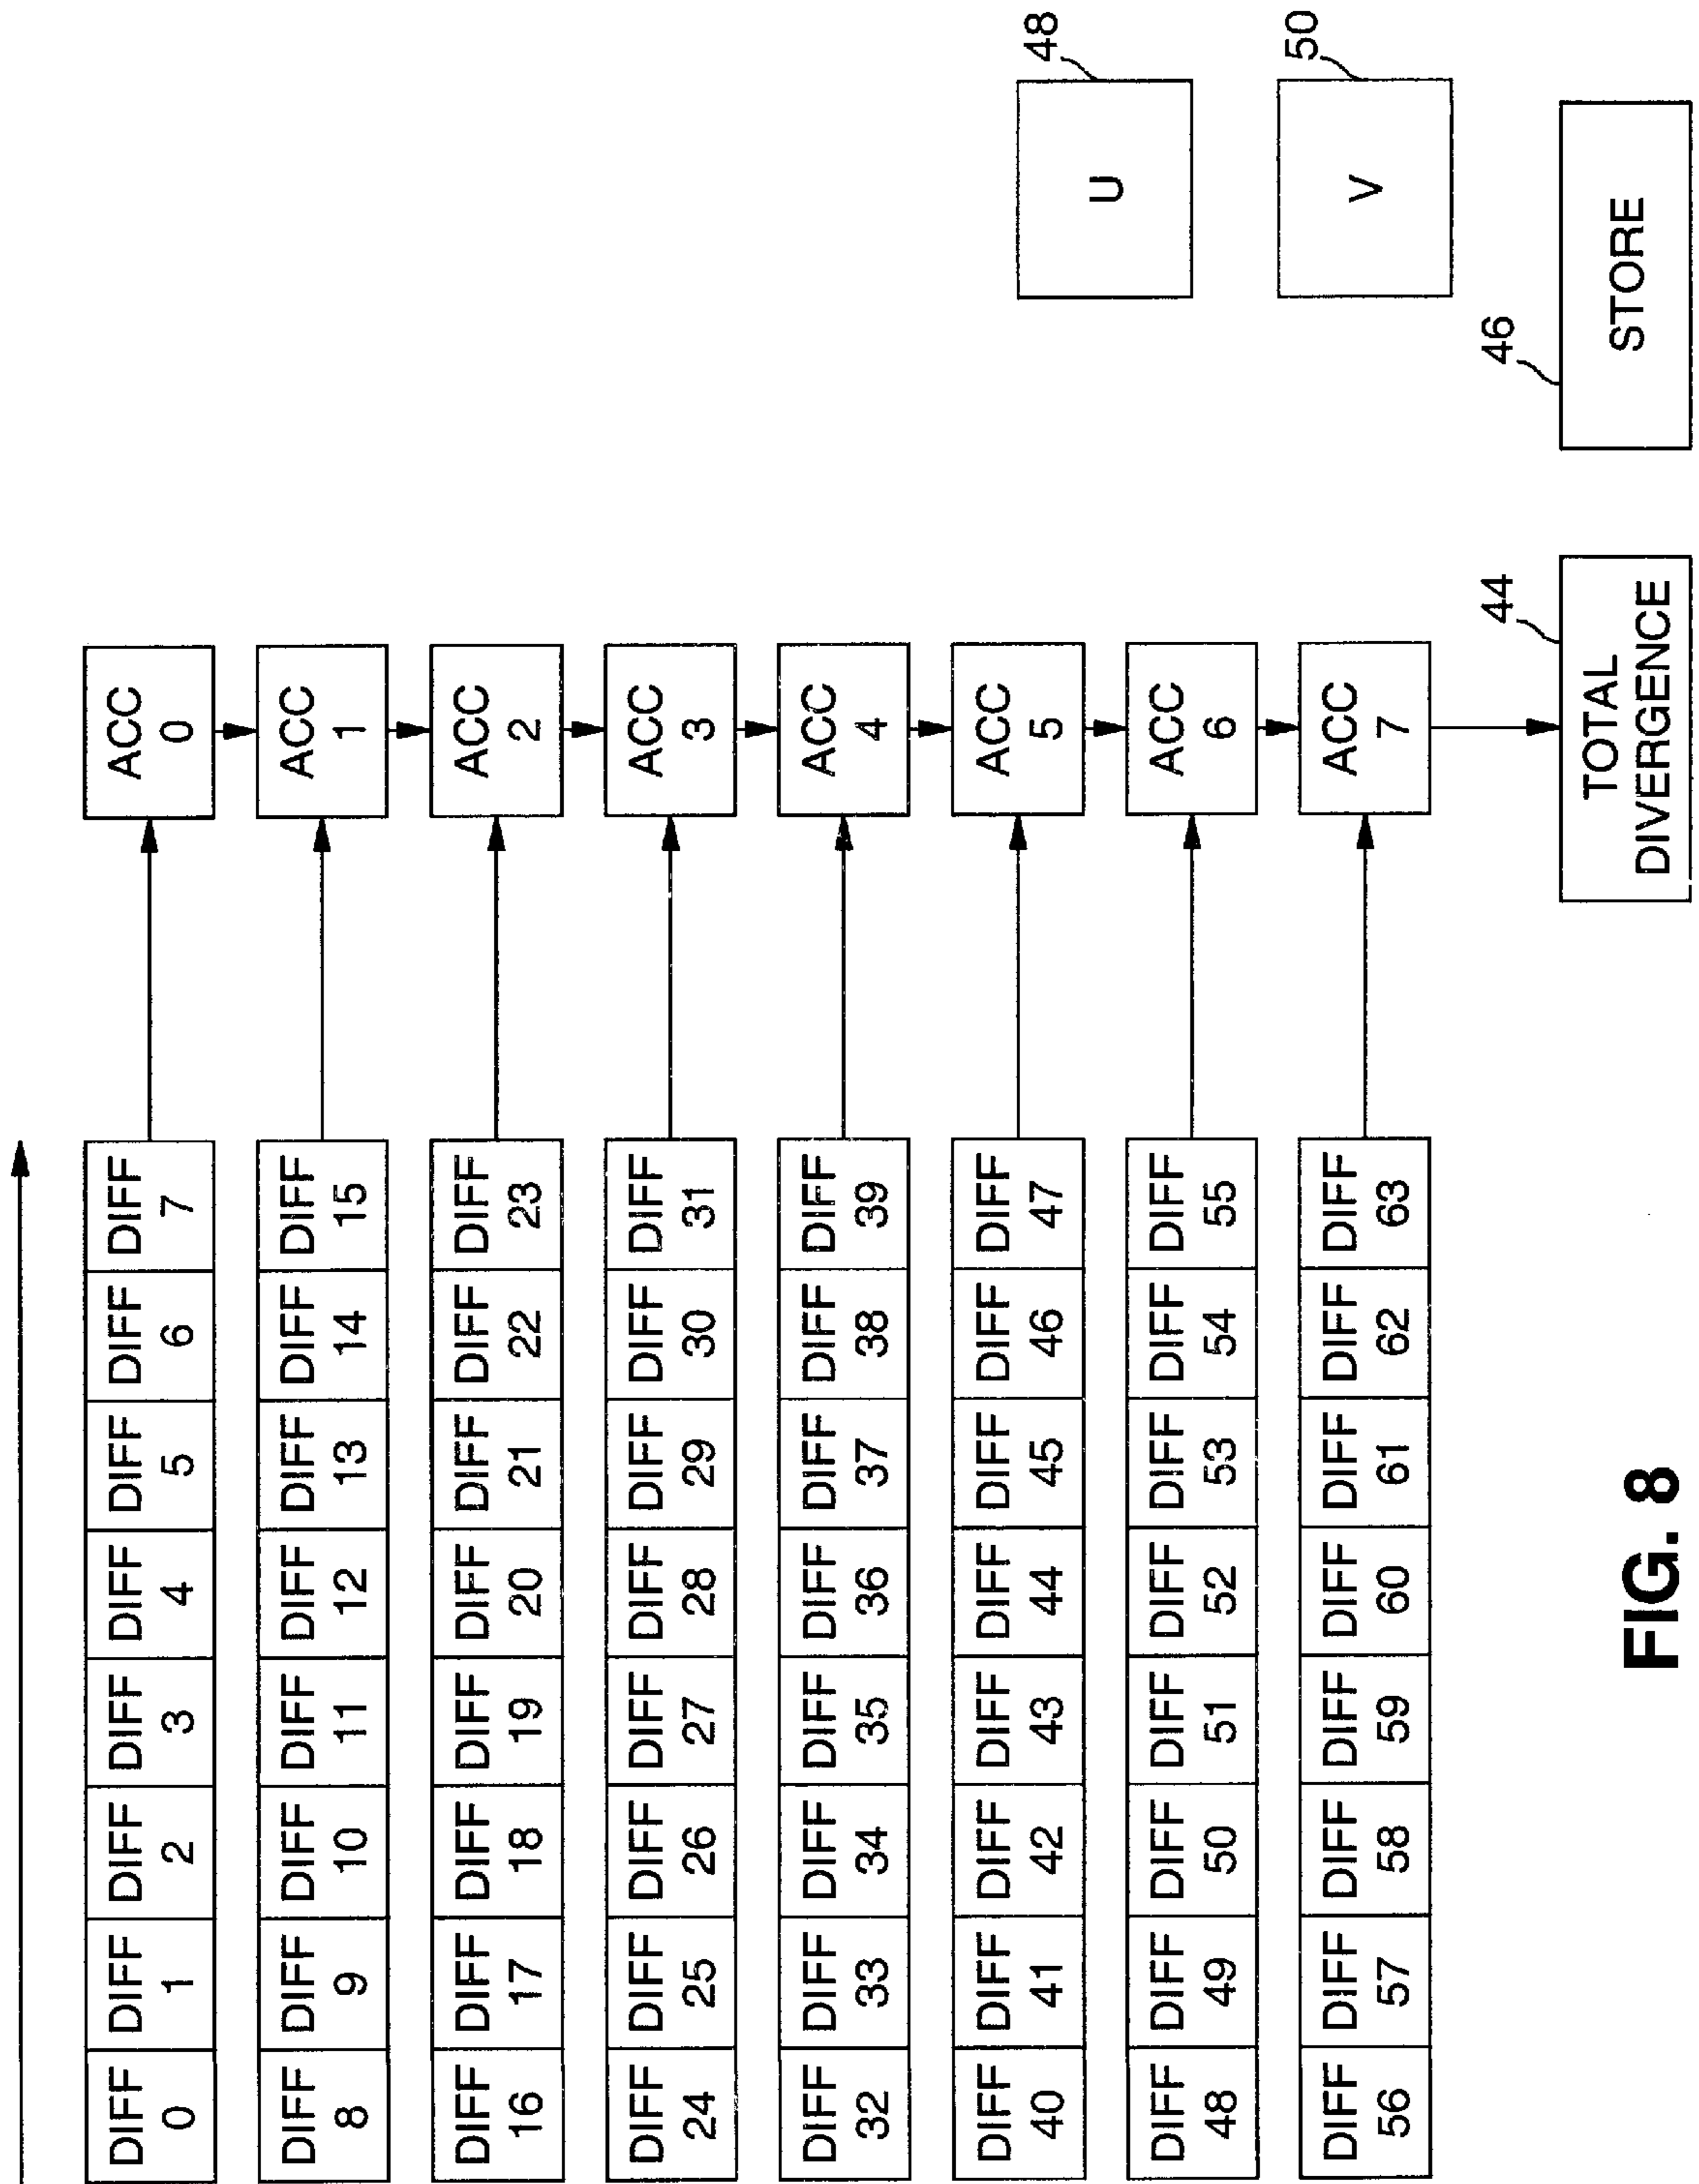 DIFF DIFF DIFF DIFF DIFF DIFF DIFF DIFF ACC
0 1 2 3 4 5 6 7 0
DIFF DIFF DIFF DIFF DIFF DIFF DIFF DIFF ACC
8 9 10 11 12 13 14 15 1
DIFF DIFF DIFF DIFF DIFF DIFF DIFF DIFF ACC
16 17 18 19 20 21 22 23 2
DIFF DIFF DIFF DIFF DIFF DIFF DIFF DIFF ACC
24 25 26 27 28 29 30 31 3
DIFF DIFF DIFF DIFF DIFF DIFF DIFF DIFF ACC
32 33 34 35 36 37 38 39 4
DIFF DIFF DIFF DIFF DIFF DIFF DIFF DIFF ACC
40 41 42 43 44 45 46 47 5
DIFF DIFF DIFF DIFF DIFF DIFF DIFF DIFF ACC
48 49 50 51 52 53 54 55 6
DIFF DIFF DIFF DIFF DIFF DIFF DIFF DIFF ACC
56 57 58 59 60 61 62 63 7
48
U
50
V
44
TOTAL
DIVERGENCE
46
STORE
FIG. 8